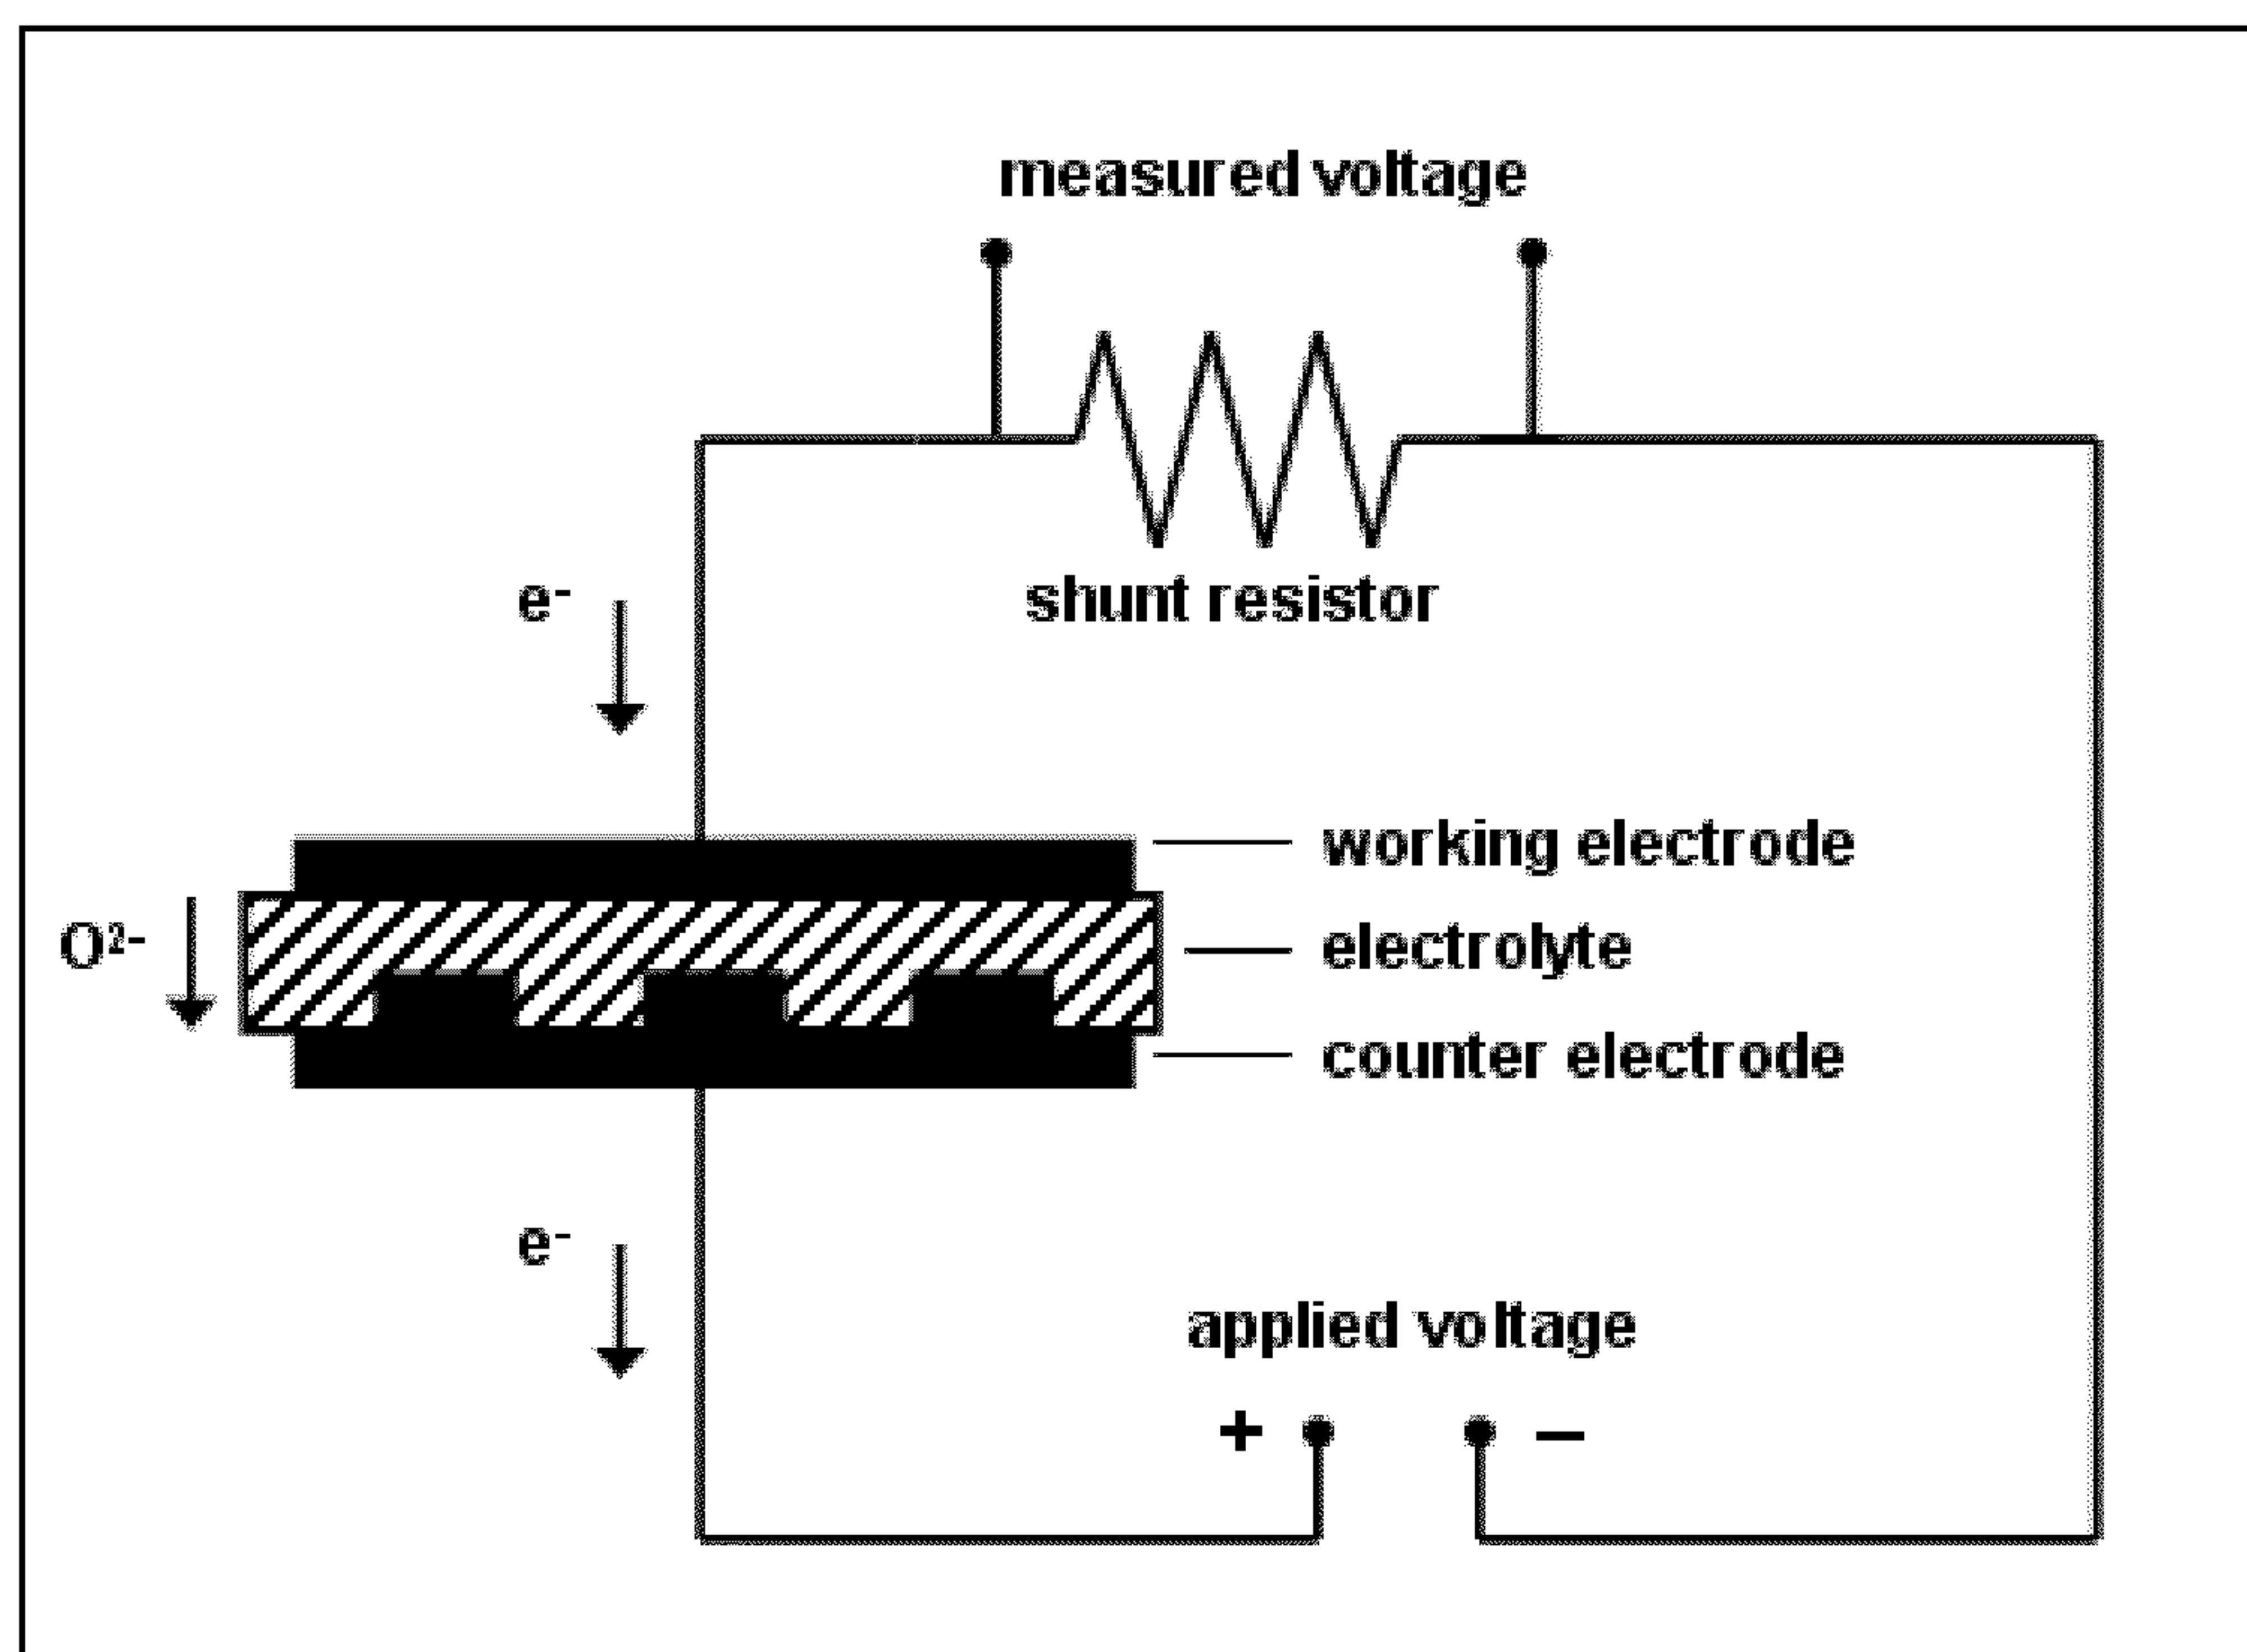 measured voltage
shunt resistor
e-
working electrode
O²-
electrolyte
counter electrode
e-
applied voltage
+ –